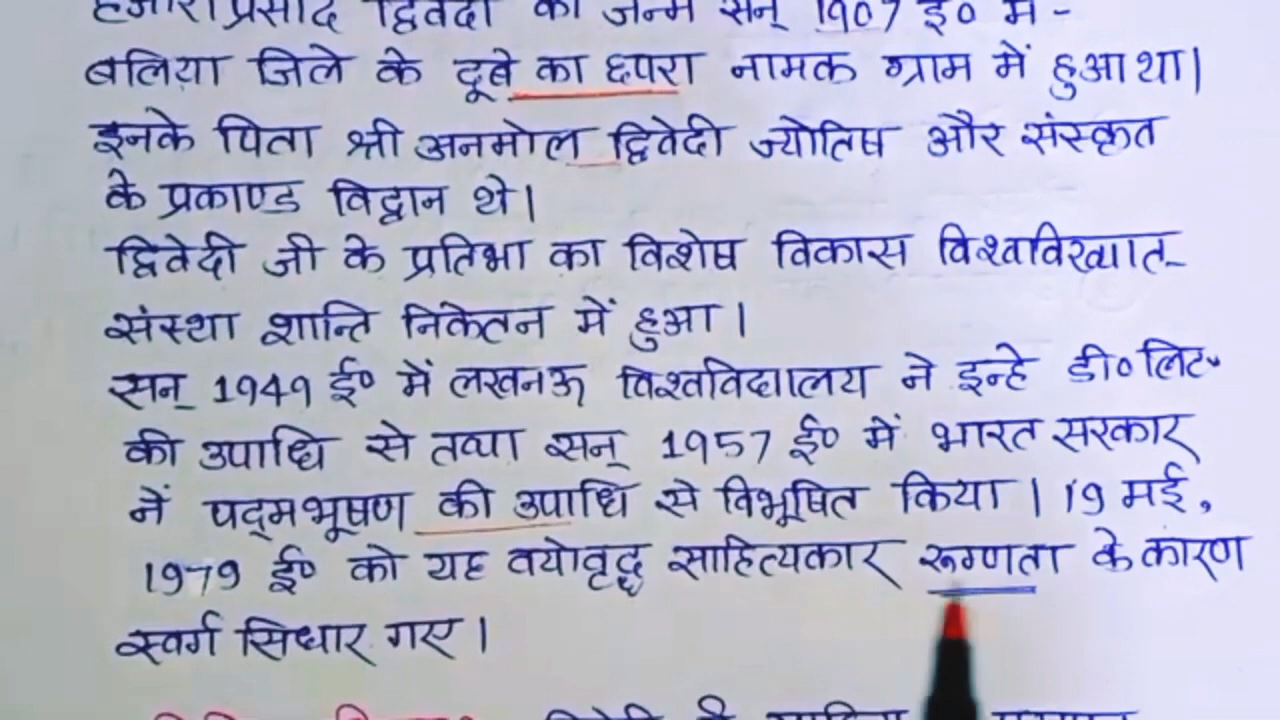 हजारी प्रसाद द्विवेदी का जन्म सन् 1907 ई० में -
बलिया जिले के दूबे का छपरा नामक ग्राम में हुआ था।
इनके पिता श्री अनमोल द्विवेदी ज्योतिष और संस्कृत
के प्रकाण्ड विद्वान थे।
द्विवेदी जी के प्रतिभा का विशेष विकास विश्वविख्यात-
संस्था शान्ति निकेतन में हुआ।
सन् 1949 ई० में लखनऊ विश्वविद्यालय ने इन्हे डी०लिट०
की उपाधि से तथा सन् 1957 ई० में भारत सरकार
नें पद्मभूषण की उपाधि से विभूषित किया। 19 मई,
1979 ई० को यह वयोवृद्ध साहित्यकार रूग्णता के कारण
स्वर्ग सिधार गए।